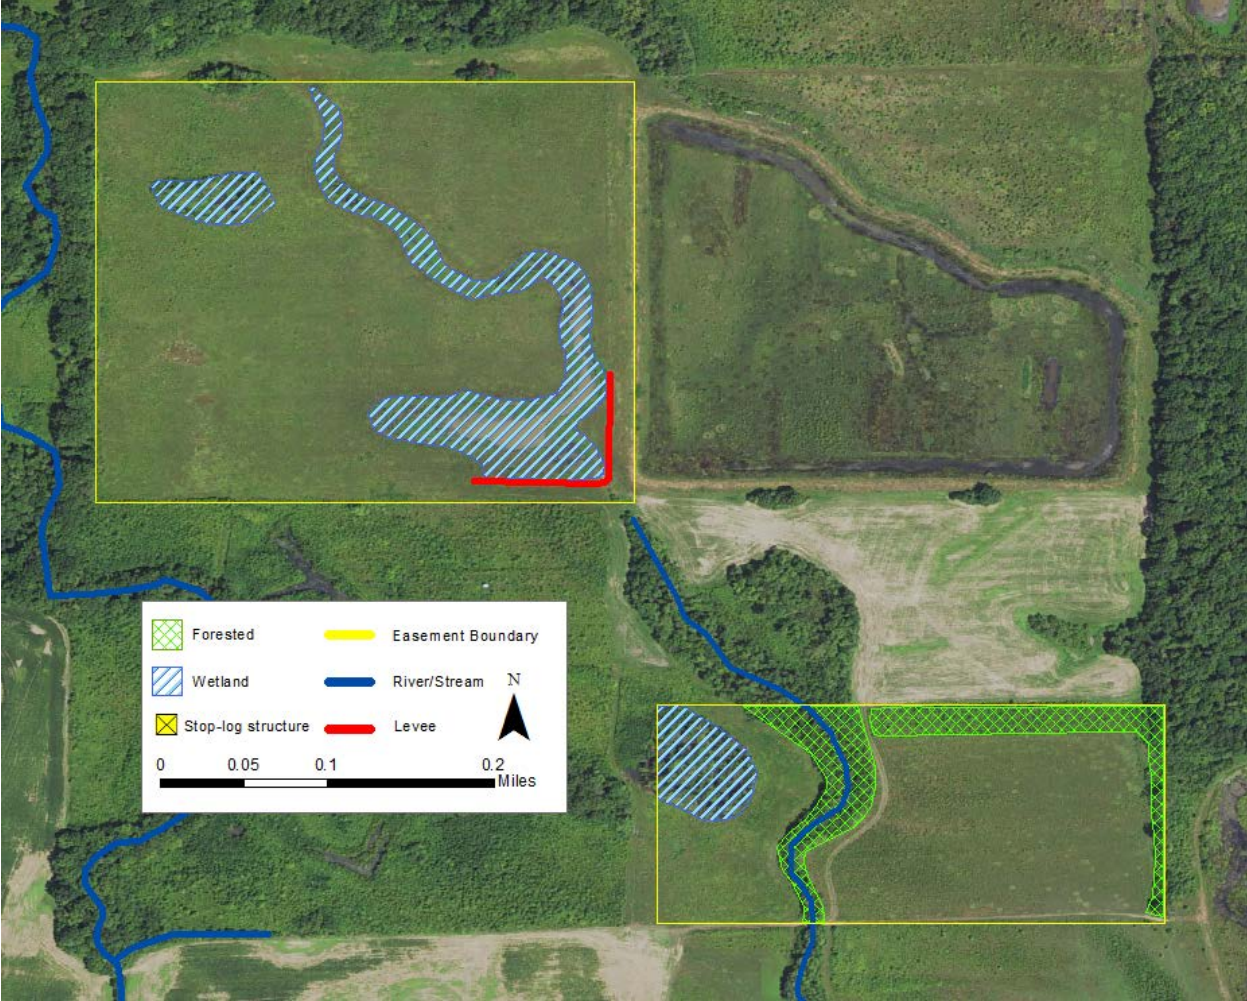 Forested
Easement Boundary
Wetland
River/Stream
N
Stop-log structure
Levee
0 0.05 0.1 0.2
Miles